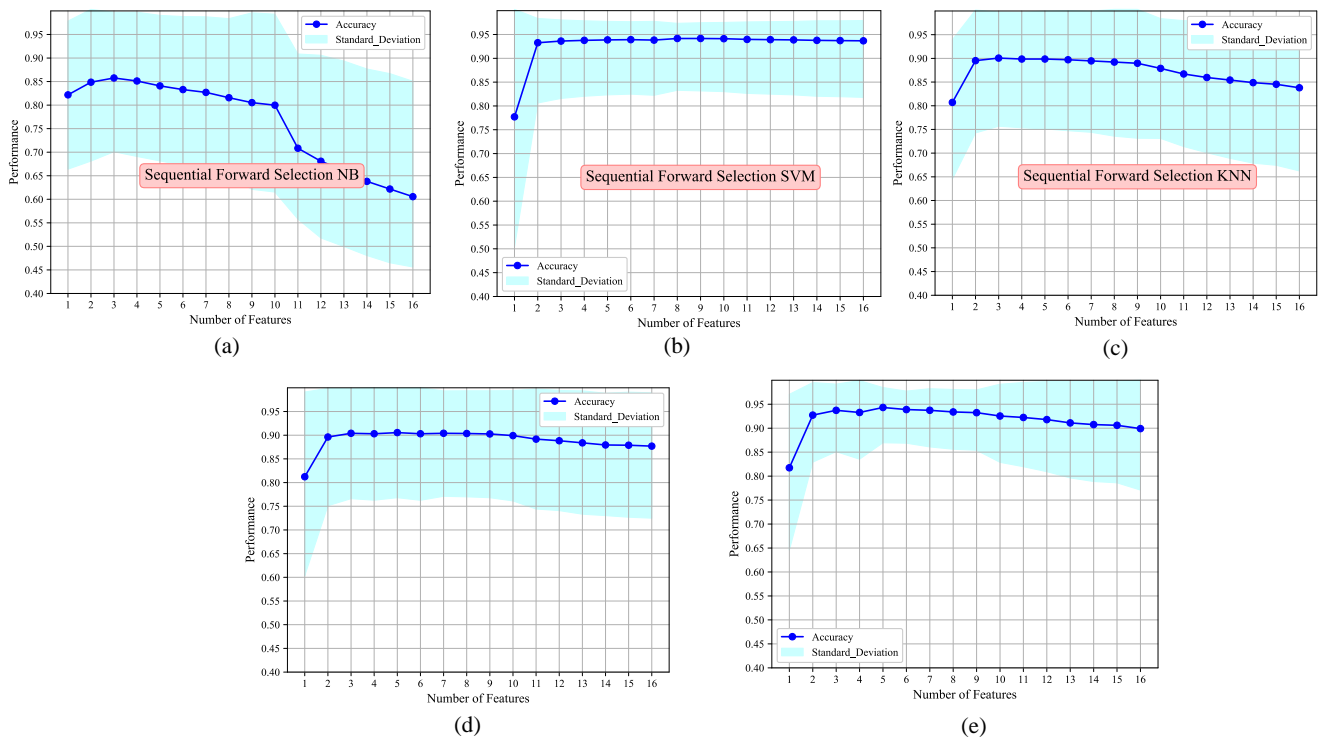 0.95
0.90
0.85
0.80
0.75
0.70
0.65
0.60
0.55
0.50
0.45
0.40
Performance
Accuracy
Standard_Deviation
Sequential Forward Selection NB
1 2 3 4 5 6 7 8 9 10 11 12 13 14 15 16
Number of Features
(a)
0.95
0.90
0.85
0.80
0.75
0.70
0.65
0.60
0.55
0.50
0.45
0.40
Performance
Sequential Forward Selection SVM
Accuracy
Standard_Deviation
1 2 3 4 5 6 7 8 9 10 11 12 13 14 15 16
Number of Features
(b)
0.95
0.90
0.85
0.80
0.75
0.70
0.65
0.60
0.55
0.50
0.45
0.40
Performance
Accuracy
Standard_Deviation
Sequential Forward Selection KNN
1 2 3 4 5 6 7 8 9 10 11 12 13 14 15 16
Number of Features
(c)
0.95
0.90
0.85
0.80
0.75
0.70
0.65
0.60
0.55
0.50
0.45
0.40
Performance
Accuracy
Standard_Deviation
1 2 3 4 5 6 7 8 9 10 11 12 13 14 15 16
Number of Features
(d)
0.95
0.90
0.85
0.80
0.75
0.70
0.65
0.60
0.55
0.50
0.45
0.40
Performance
Accuracy
Standard_Deviation
1 2 3 4 5 6 7 8 9 10 11 12 13 14 15 16
Number of Features
(e)